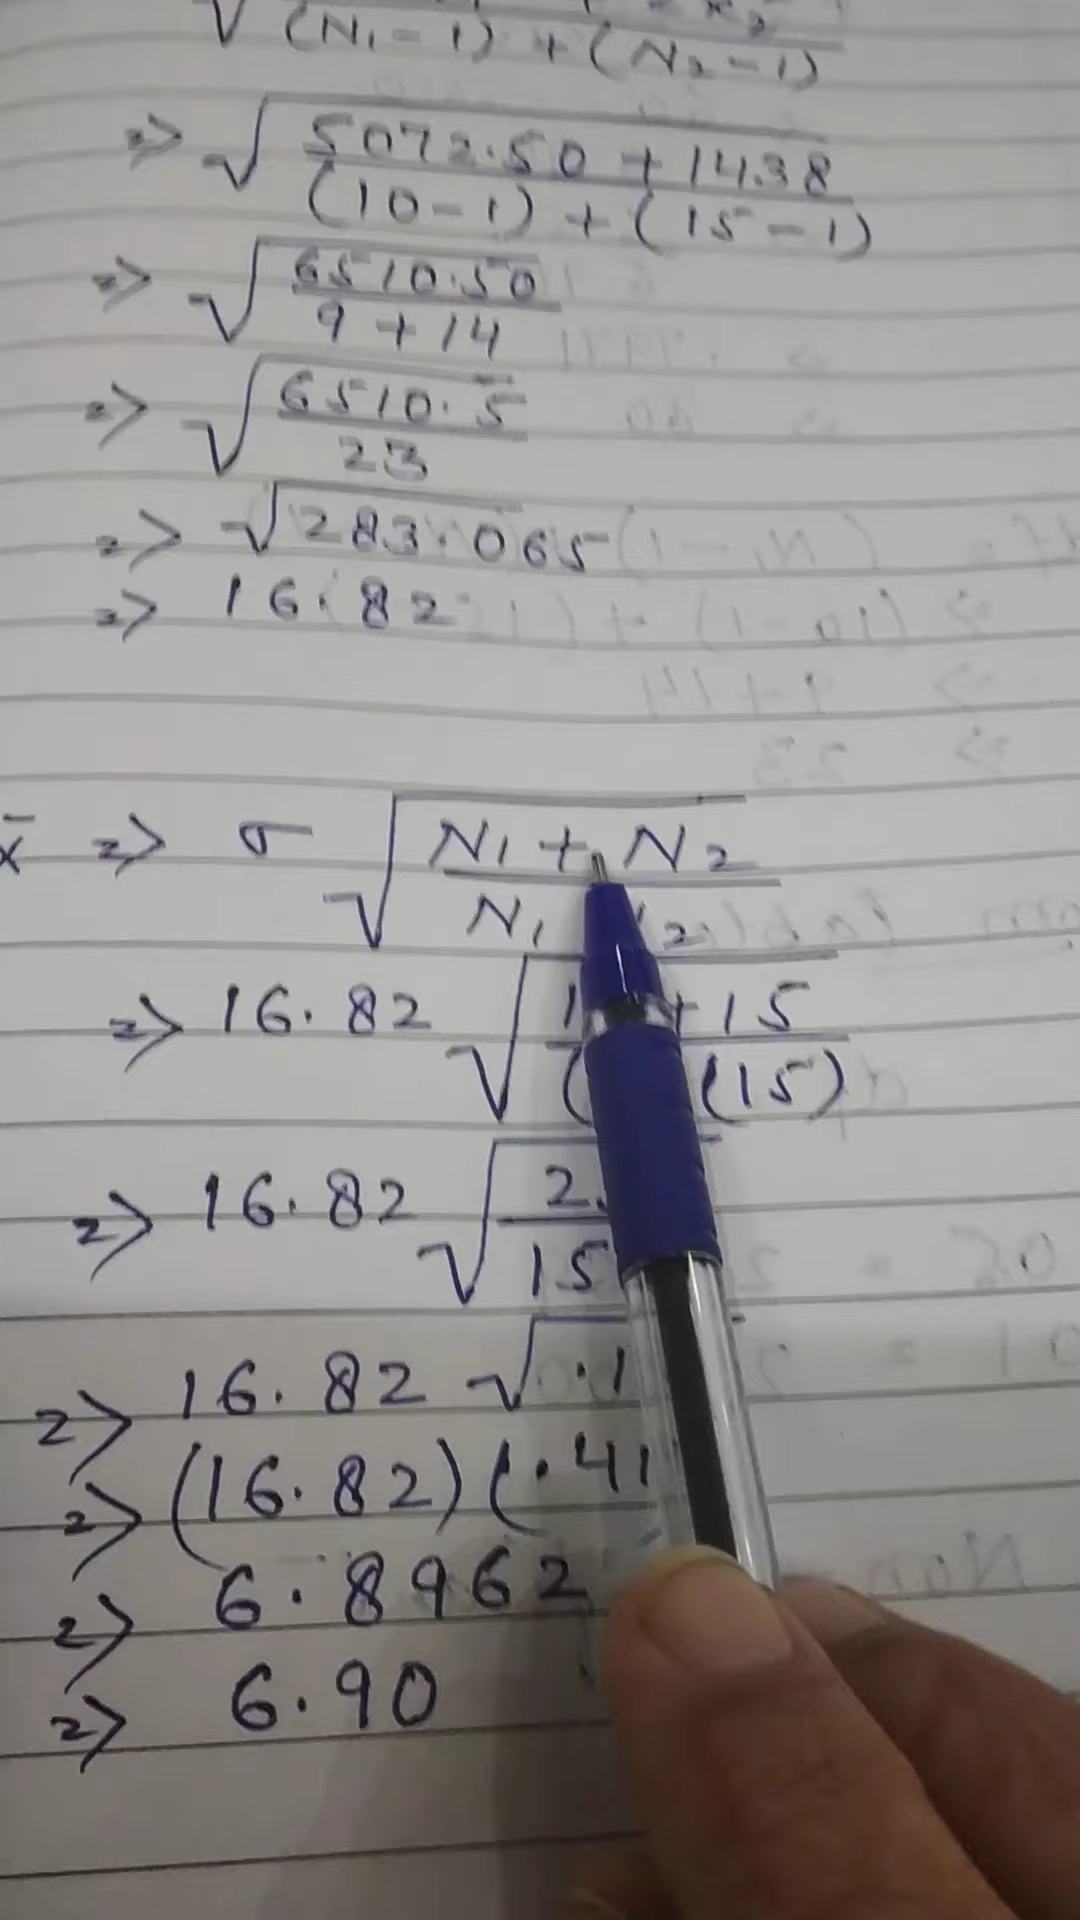 √ (N₁-1) + (N₂-1)
=> √ 5072.50 + 1438 / (10-1) + (15-1)
=> √ 6510.50 / 9 + 14
=> √ 6510.5 / 23
=> √283.065
=> 16.82
x̄ => σ √ N₁ + N₂ / N₁
=> 16.82 √ + 15 / (15)
=> 16.82 √ 2 / 15
=> 16.82 √ .1
=> (16.82) (.41
=> 6.8962
=> 6.90